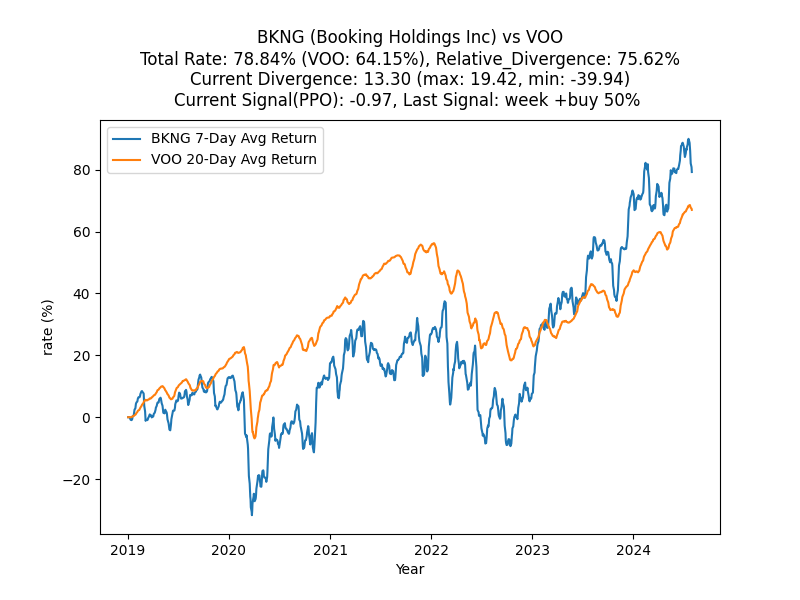 BKNG (Booking Holdings Inc) vs VOO
Total Rate: 78.84% (VOO: 64.15%), Relative_Divergence: 75.62%
Current Divergence: 13.30 (max: 19.42, min: -39.94)
Current Signal(PPO): -0.97, Last Signal: week +buy 50%
BKNG 7-Day Avg Return
VOO 20-Day Avg Return
rate (%)
80
60
40
20
0
−20
2019 2020 2021 2022 2023 2024
Year